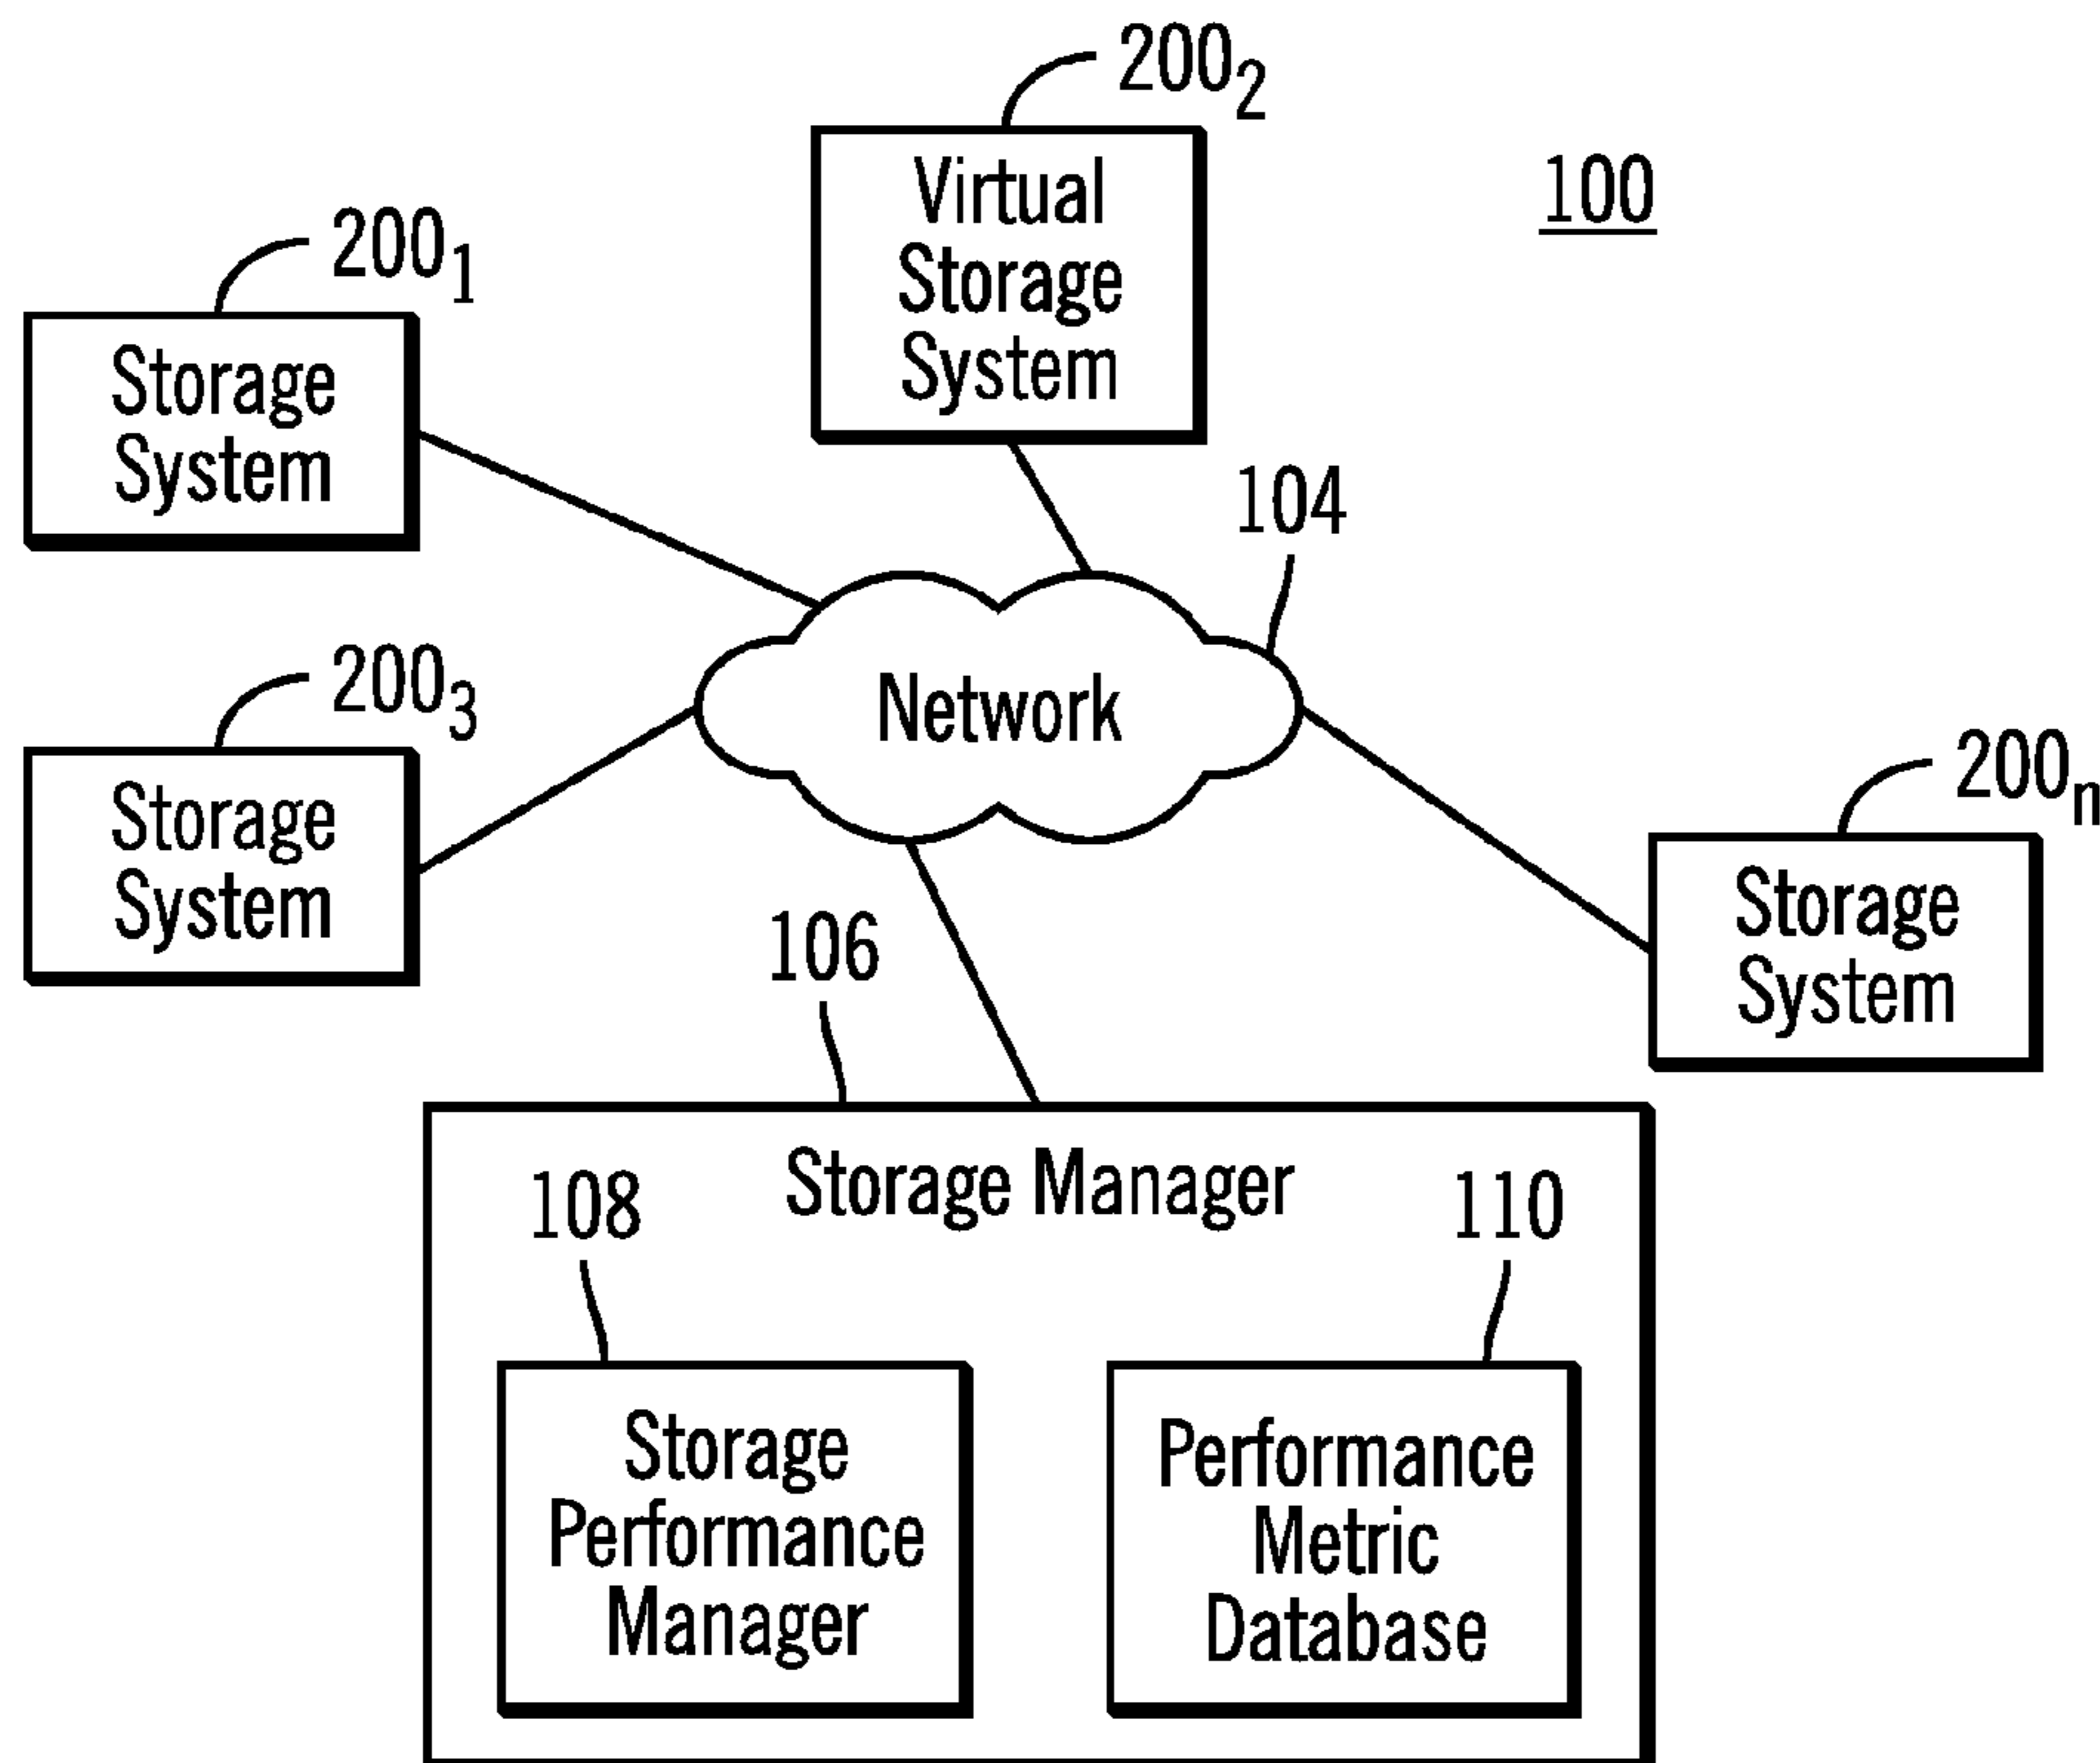 200₂
Virtual
Storage
System
100
200₁
Storage
System
104
Network
200₃
Storage
System
200ₙ
Storage
System
106
Storage Manager
108
110
Storage
Performance
Manager
Performance
Metric
Database